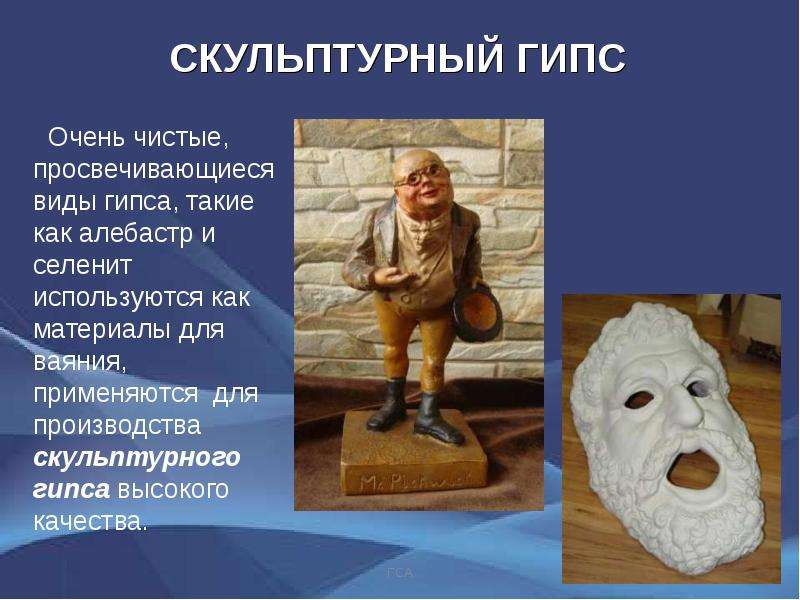 СКУЛЬПТУРНЫЙ ГИПС
Очень чистые,
просвечивающиеся
виды гипса, такие
как алебастр и
селенит
используются как
материалы для
ваяния,
применяются для
производства
скульптурного
гипса высокого
качества.
Mr Pickwick
ГСА